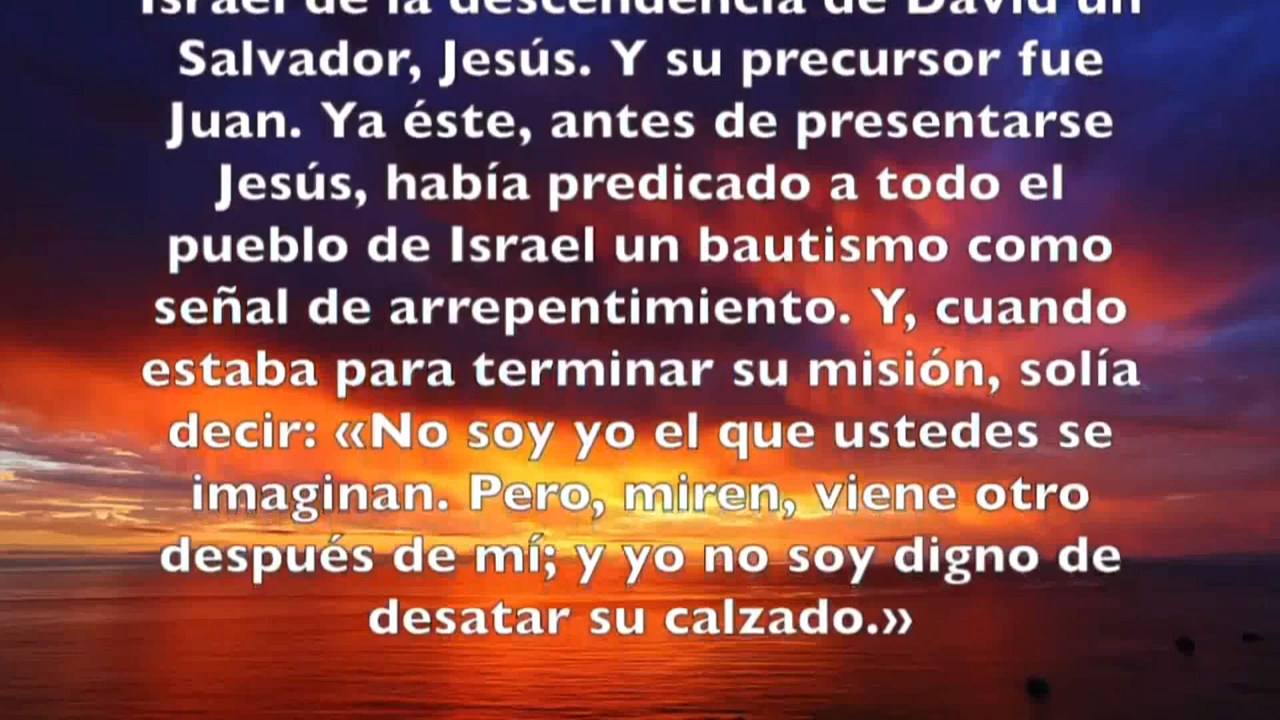 Israel de la descendencia de David un
Salvador, Jesús. Y su precursor fue
Juan. Ya éste, antes de presentarse
Jesús, había predicado a todo el
pueblo de Israel un bautismo como
señal de arrepentimiento. Y, cuando
estaba para terminar su misión, solía
decir: «No soy yo el que ustedes se
imaginan. Pero, miren, viene otro
después de mí; y yo no soy digno de
desatar su calzado.»